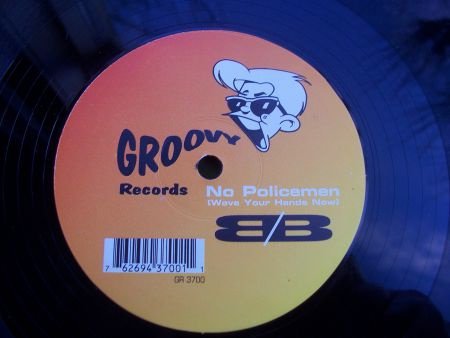 GROOVY
Records
No Policemen
(Wave Your Hands Now)
B/B
7 62694 37001 1
GR 3700